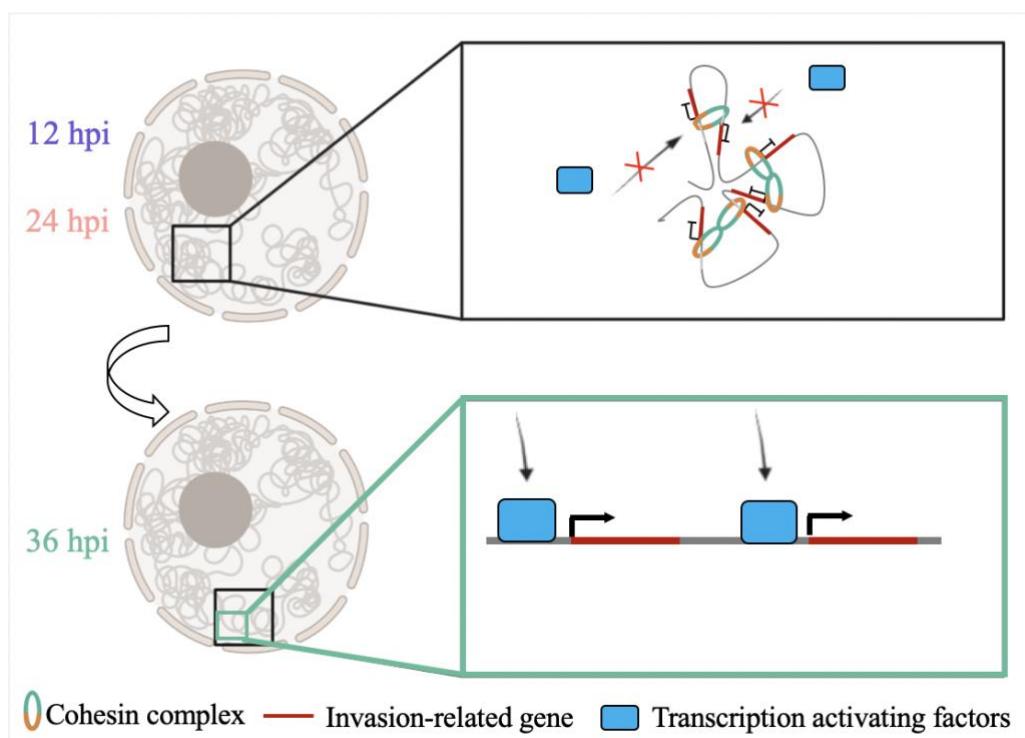 12 hpi
24 hpi
36 hpi
Cohesin complex Invasion-related gene Transcription activating factors